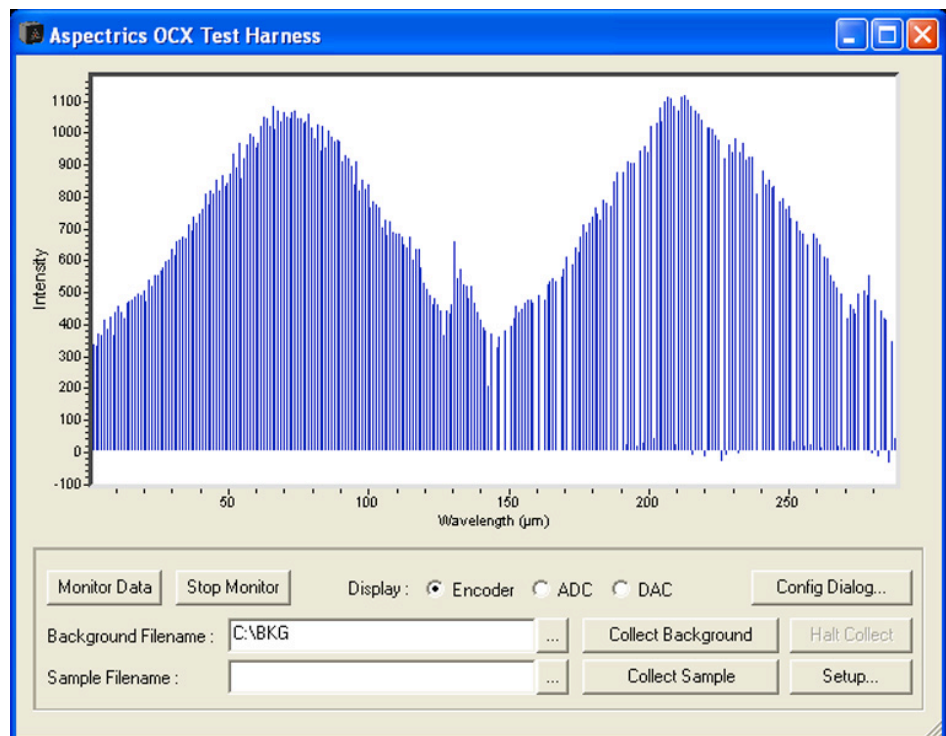 Aspectrics OCX Test Harness
1100
1000
900
800
700
600
500
400
300
200
100
0
-100
Intensity
50 100 150 200 250
Wavelength (µm)
Monitor Data Stop Monitor Display : Encoder ADC DAC Config Dialog...
Background Filename : C:\BKG ... Collect Background Halt Collect
Sample Filename : ... Collect Sample Setup...